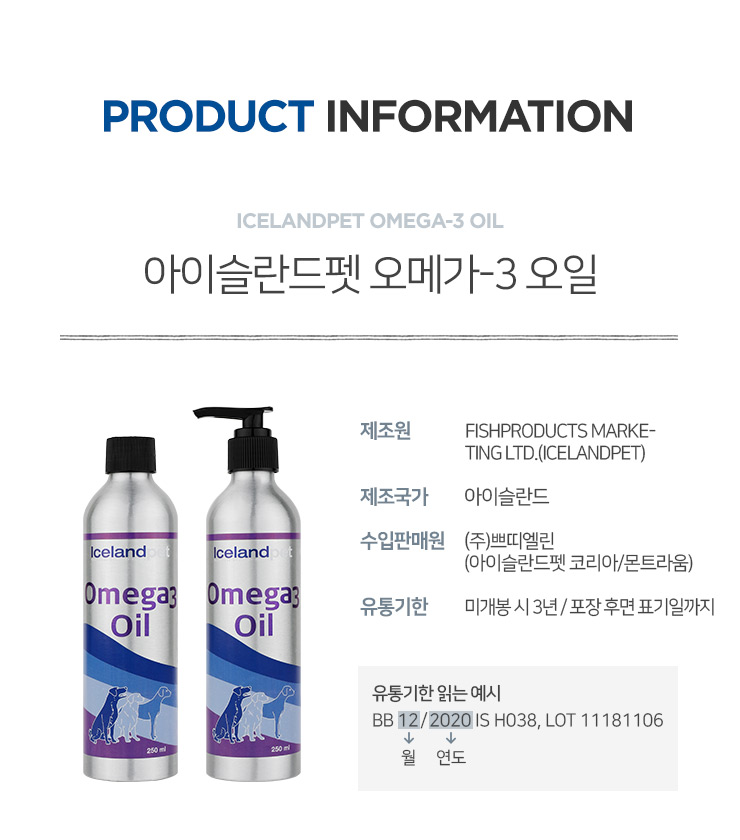 PRODUCT INFORMATION
ICELANDPET OMEGA-3 OIL
아이슬란드펫 오메가-3 오일
제조원 FISHPRODUCTS MARKE-
TING LTD.(ICELANDPET)
제조국가 아이슬란드
수입판매원 (주)쁘띠엘린
(아이슬란드펫 코리아/몬트라움)
유통기한 미개봉 시 3년 / 포장 후면 표기일까지
유통기한 읽는 예시
BB 12/2020 IS H038, LOT 11181106
월 연도
Icelandpet
Omega3
Oil
250 ml
Icelandpet
Omega3
Oil
250 ml